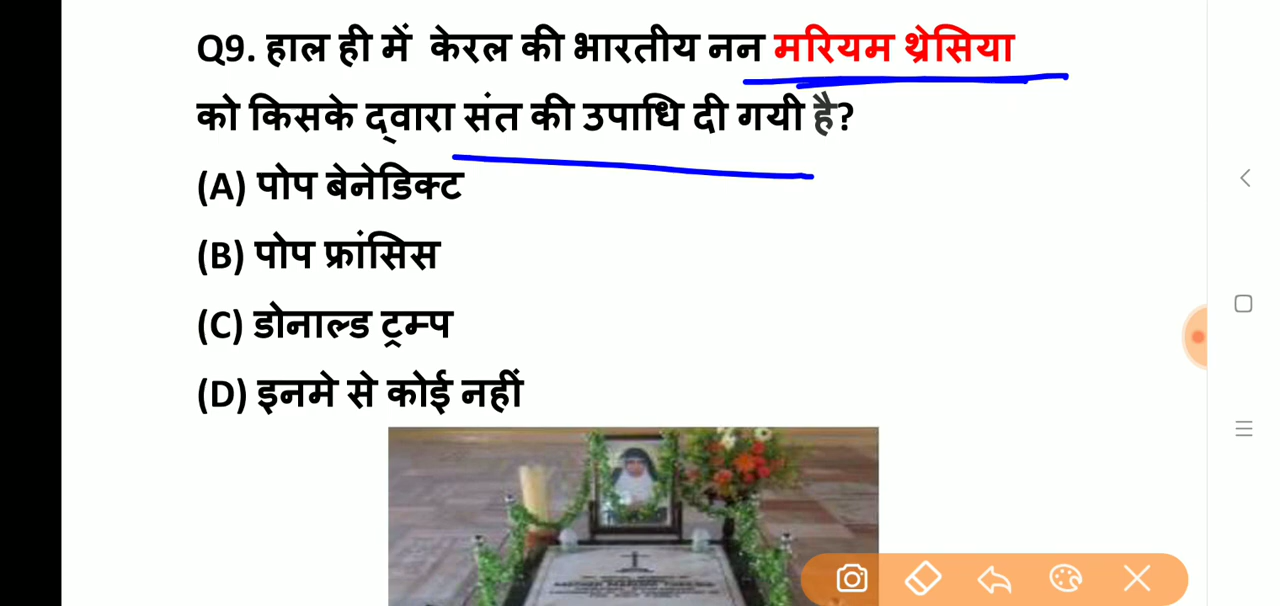 Q9. हाल ही में केरल की भारतीय नन मरियम थ्रेसिया
को किसके द्वारा संत की उपाधि दी गयी है?
(A) पोप बेनेडिक्ट
(B) पोप फ्रांसिस
(C) डोनाल्ड ट्रम्प
(D) इनमे से कोई नहीं